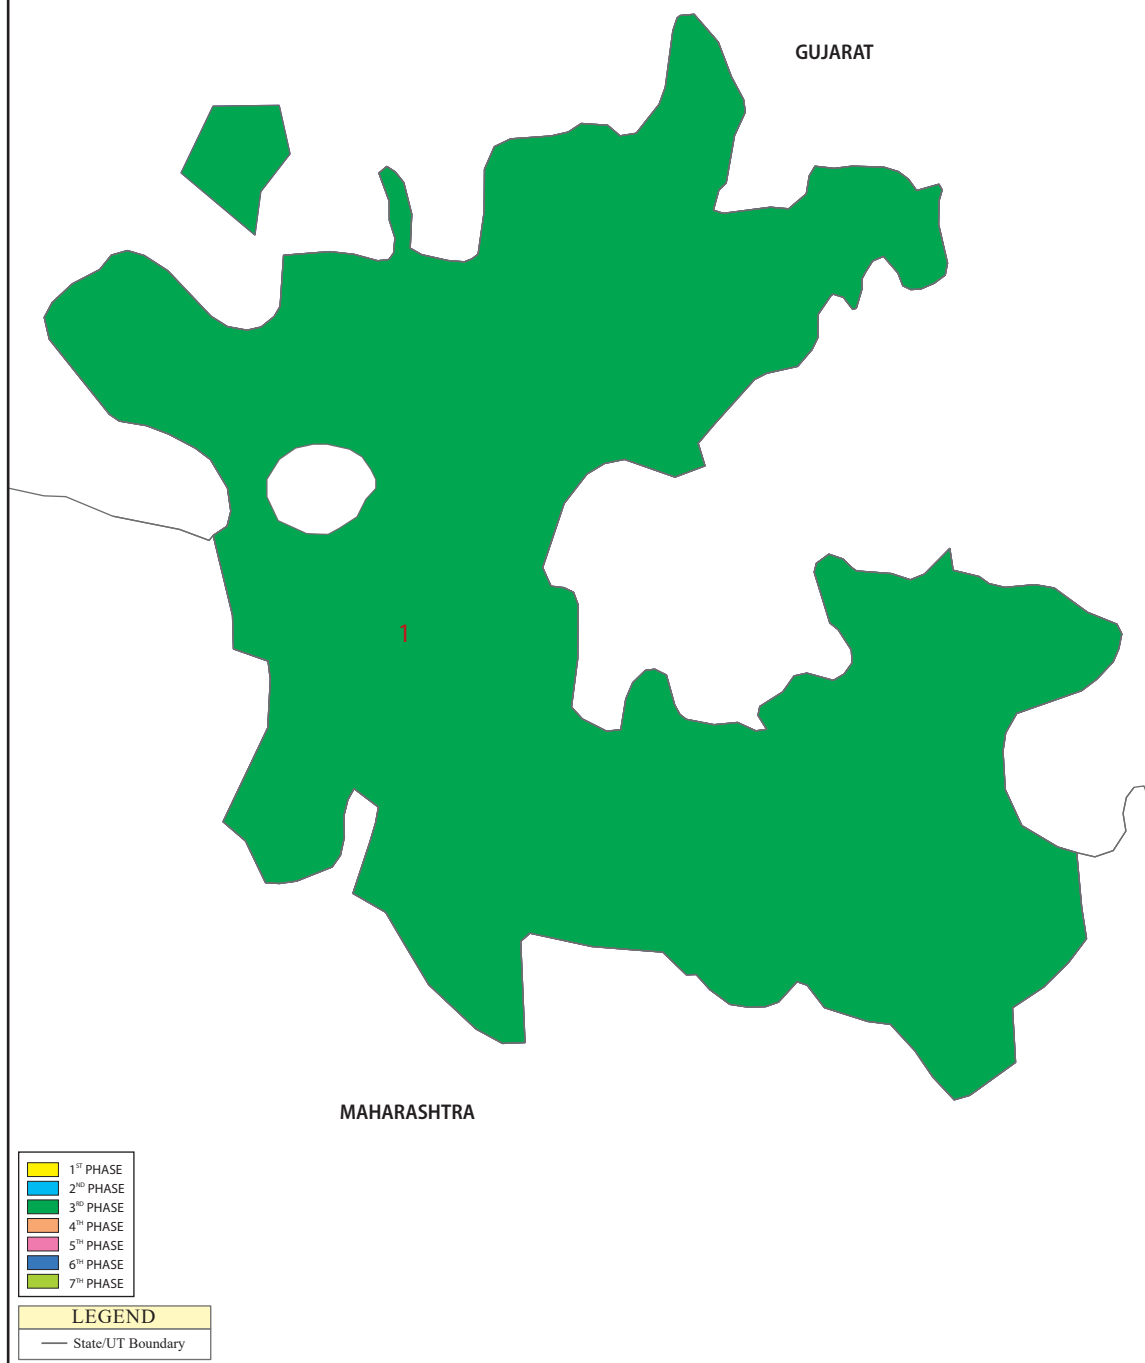 GUJARAT
1
MAHARASHTRA
1ST PHASE
2ND PHASE
3RD PHASE
4TH PHASE
5TH PHASE
6TH PHASE
7TH PHASE
LEGEND
State/UT Boundary